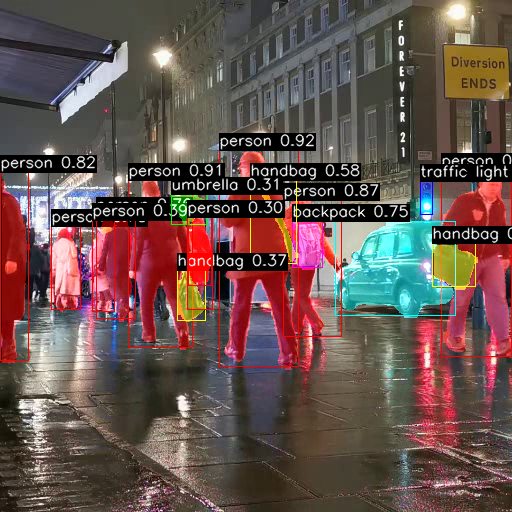 FOREVER 21
Diversion
ENDS
person 0.92
person 0.82
person 0.91
handbag 0.58
traffic light
umbrella 0.31
person 0.87
person 0.39
person 0.30
backpack 0.75
handbag 0.37